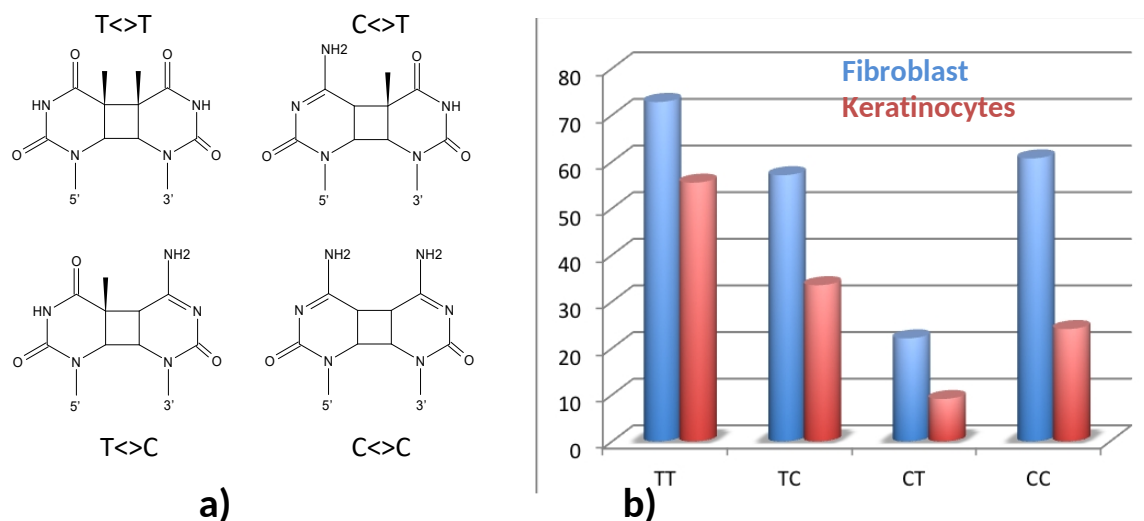 T<>T
C<>T
O
O
HN
NH
O
N
N
O
5'
3'
NH2
O
N
NH
O
N
N
O
5'
3'
O
NH2
HN
N
O
N
N
O
5'
3'
NH2
NH2
N
N
O
N
N
O
5'
3'
T<>C
C<>C
a)
Fibroblast
Keratinocytes
80
70
60
50
40
30
20
10
0
TT
TC
CT
CC
b)